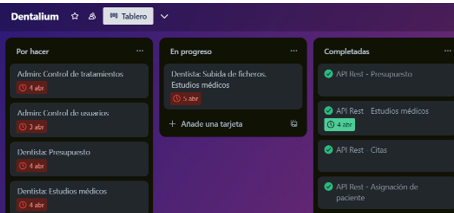 Dentalium
Tablero
Por hacer
Admin: Control de tratamientos
4 abr
Admin: Control de usuarios
3 abr
Dentista: Presupuesto
4 abr
Dentista: Estudios médicos
4 abr
En progreso
Dentista: Subida de ficheros.
Estudios médicos
5 abr
+ Añade una tarjeta
Completadas
API Rest - Presupuesto
API Rest - Estudios médicos
4 abr
API Rest - Citas
API Rest - Asignación de
paciente